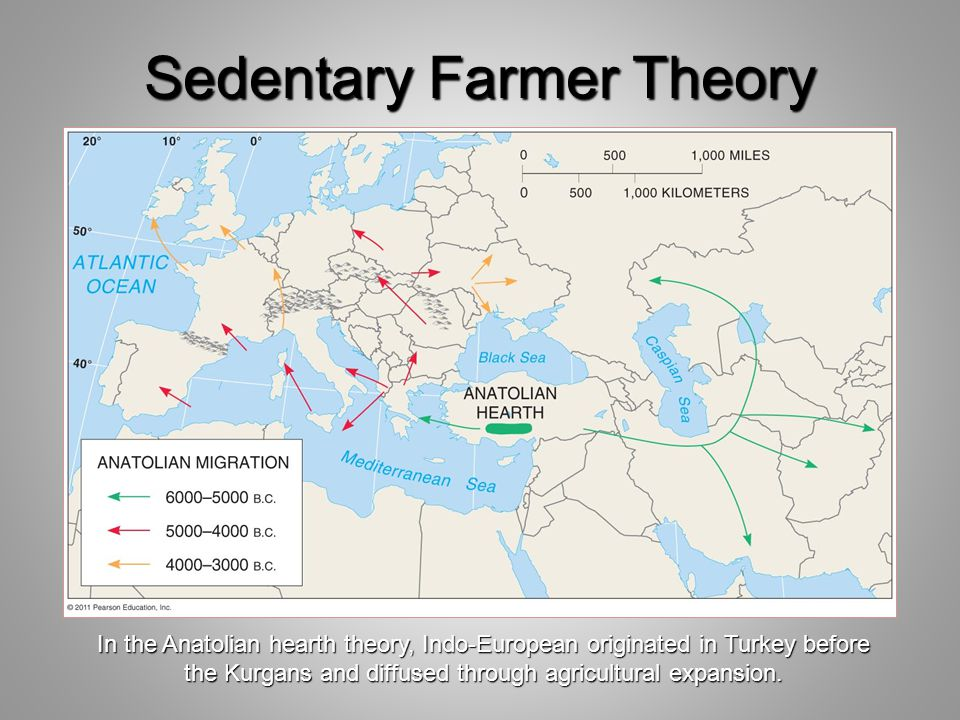 Sedentary Farmer Theory
20° 10° 0°
0 500 1,000 MILES
0 500 1,000 KILOMETERS
50°
ATLANTIC
OCEAN
40°
Black Sea
Caspian Sea
ANATOLIAN
HEARTH
Mediterranean Sea
ANATOLIAN MIGRATION
6000–5000 B.C.
5000–4000 B.C.
4000–3000 B.C.
© 2011 Pearson Education, Inc.
In the Anatolian hearth theory, Indo-European originated in Turkey before
the Kurgans and diffused through agricultural expansion.